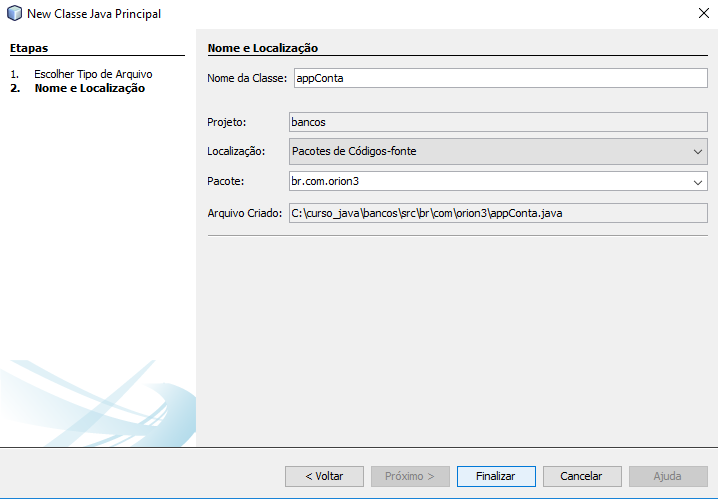 New Classe Java Principal
Etapas
1. Escolher Tipo de Arquivo
2. Nome e Localização
Nome e Localização
Nome da Classe: appConta
Projeto: bancos
Localização: Pacotes de Códigos-fonte
Pacote: br.com.orion3
Arquivo Criado: C:\curso_java\bancos\src\br\com\orion3\appConta.java
< Voltar Próximo > Finalizar Cancelar Ajuda